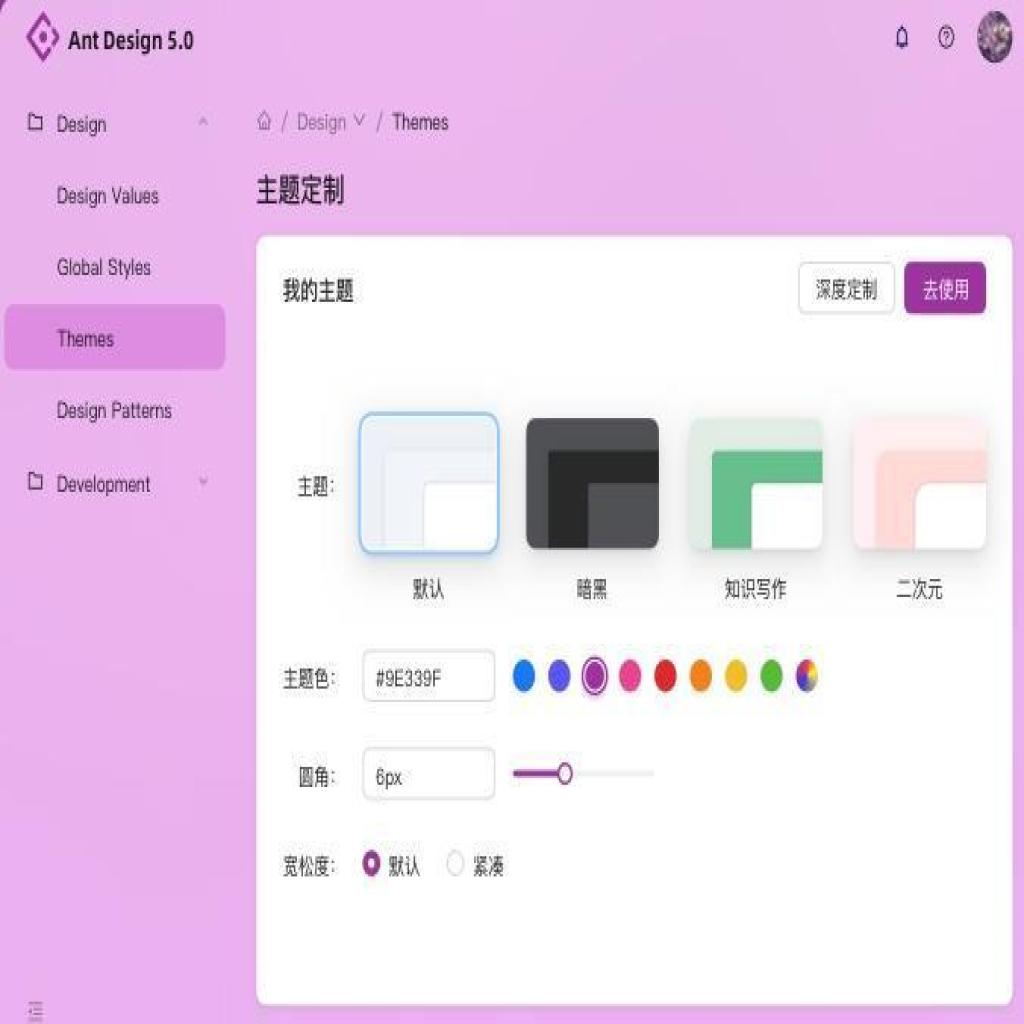 Ant Design 5.0
Design
Design Values
Global Styles
Themes
Design Patterns
Development
/ Design / Themes
主题定制
我的主题
深度定制
去使用
主题:
默认
暗黑
知识写作
二次元
主题色:
#9E339F
圆角:
6px
宽松度:
默认
紧凑